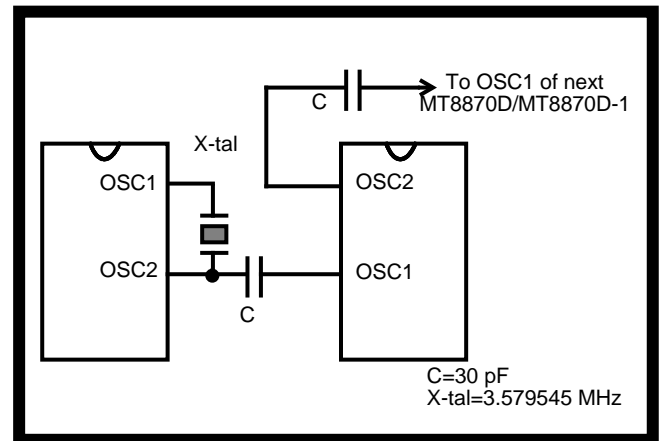 To OSC1 of next
MT8870D/MT8870D-1
C
X-tal
OSC1
OSC2
OSC2
OSC1
C
C=30 pF
X-tal=3.579545 MHz